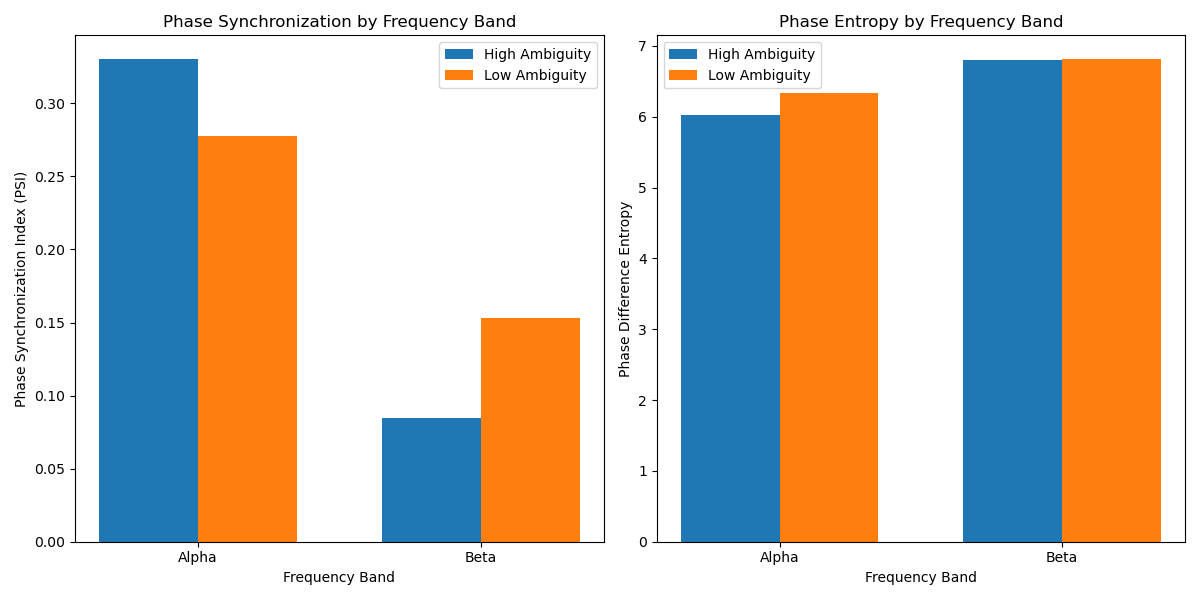 Phase Synchronization by Frequency Band
High Ambiguity
Low Ambiguity
Phase Synchronization Index (PSI)
0.30
0.25
0.20
0.15
0.10
0.05
0.00
Alpha
Beta
Frequency Band
Phase Entropy by Frequency Band
High Ambiguity
Low Ambiguity
Phase Difference Entropy
7
6
5
4
3
2
1
0
Alpha
Beta
Frequency Band